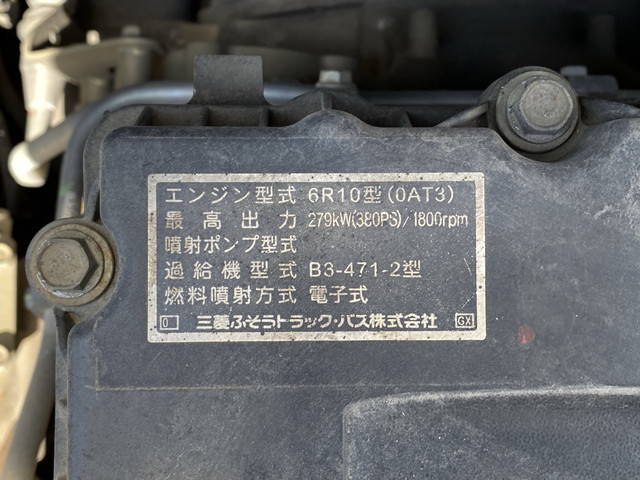 エンジン型式 6R10型(0AT3)
最高出力 279kW(380PS)/1800rpm
噴射ポンプ型式
過給機型式 B3-471-2型
燃料噴射方式 電子式
0 三菱ふそうトラック・バス株式会社 GX